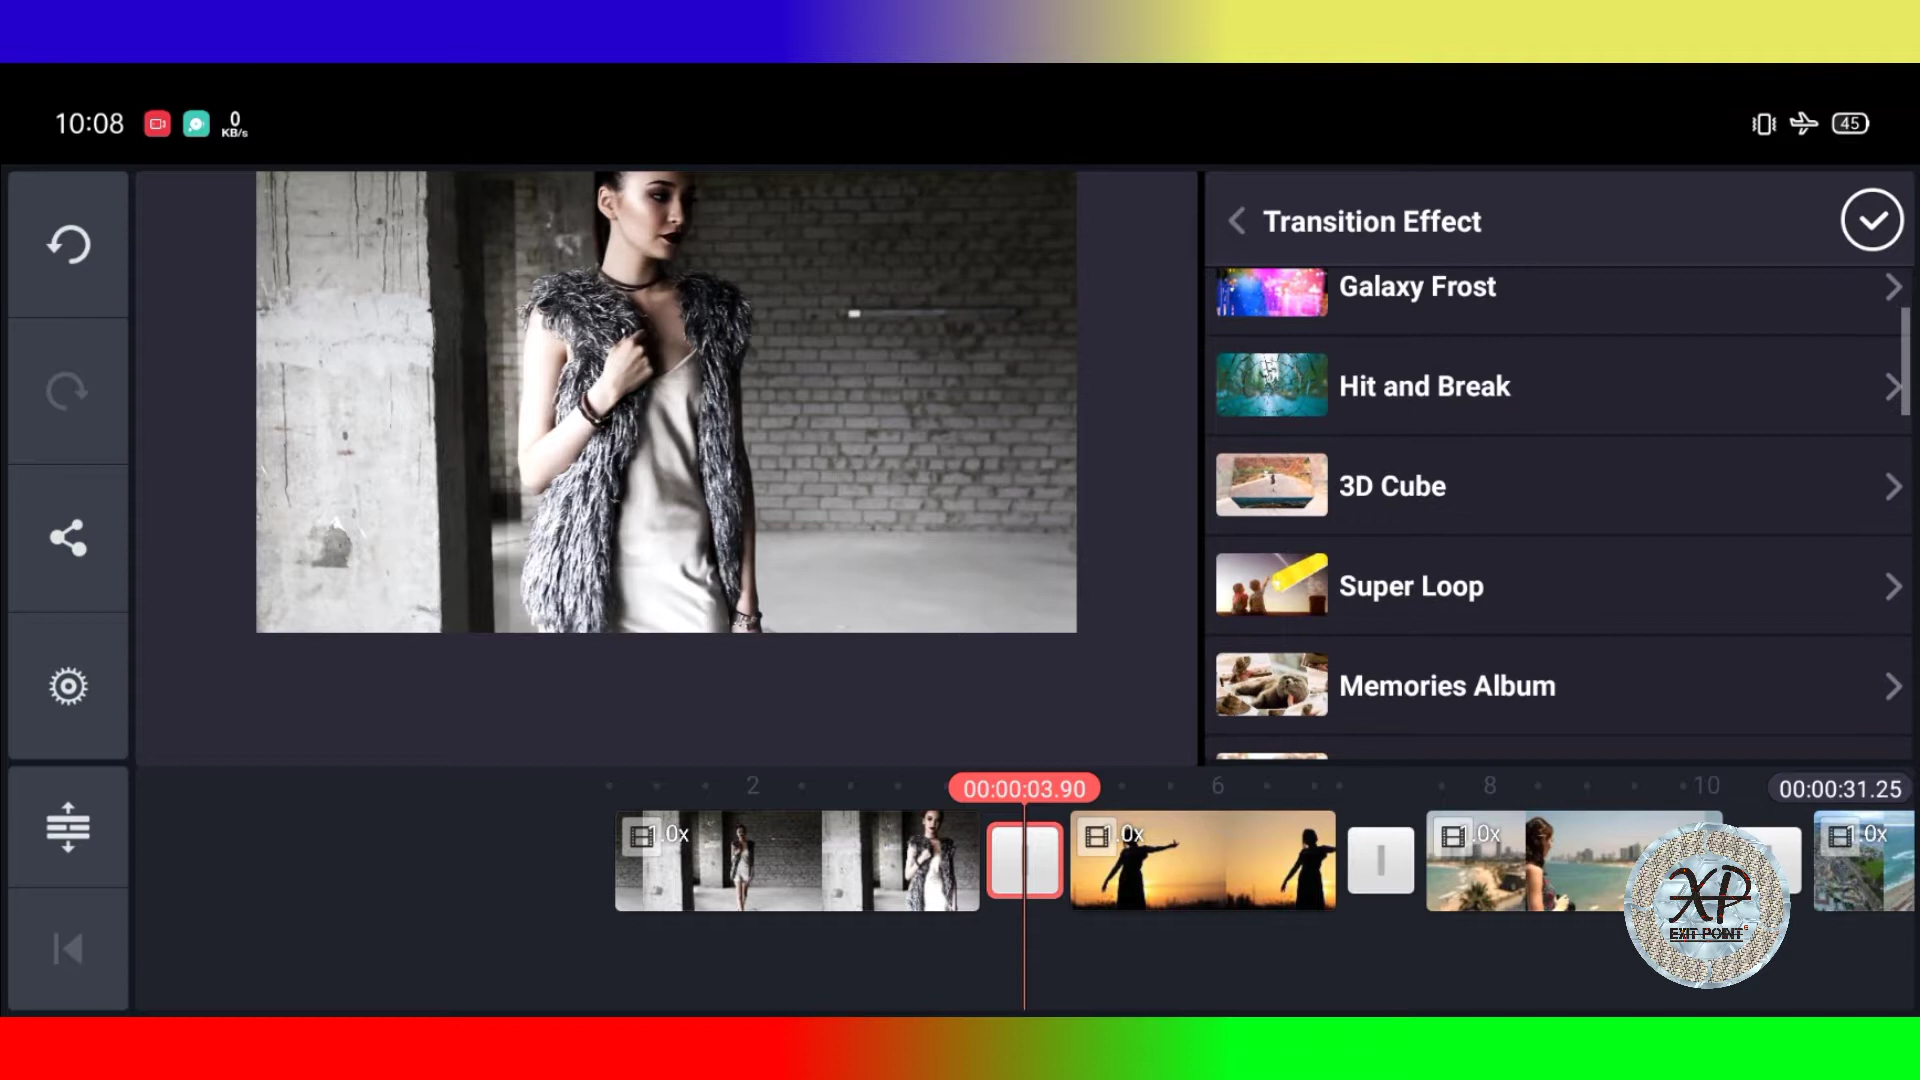 10:08
0
KB/s
45
Transition Effect
Galaxy Frost
Hit and Break
3D Cube
Super Loop
Memories Album
2
00:00:03.90
6
8
10
00:00:31.25
1.0x
1.0x
1.0x
1.0x
XP
EXIT POINT